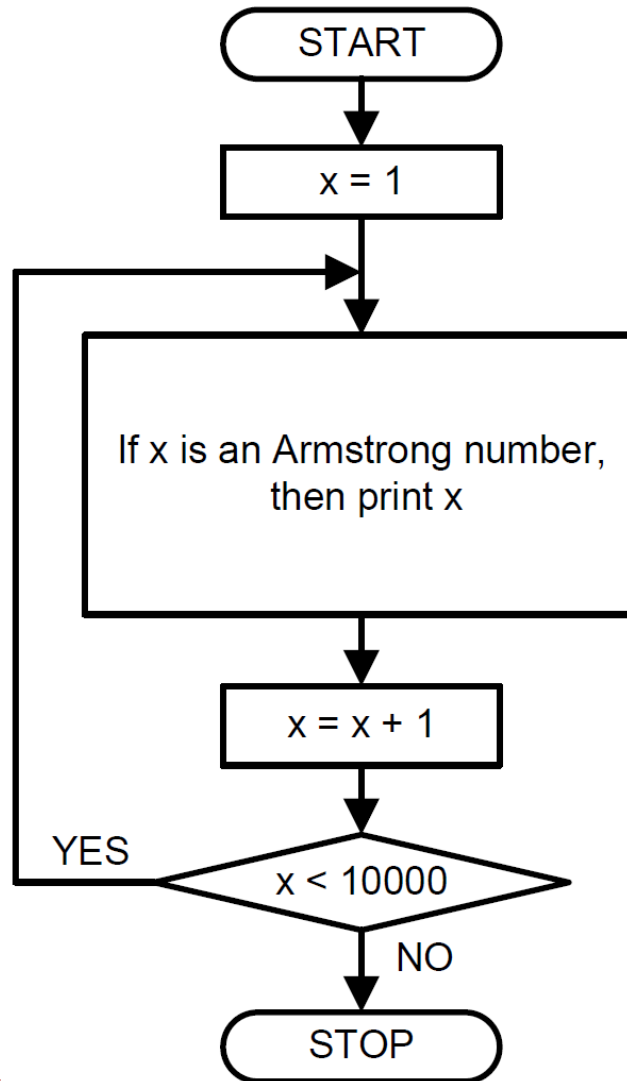 START
x = 1
If x is an Armstrong number,
then print x
x = x + 1
YES
x < 10000
NO
STOP